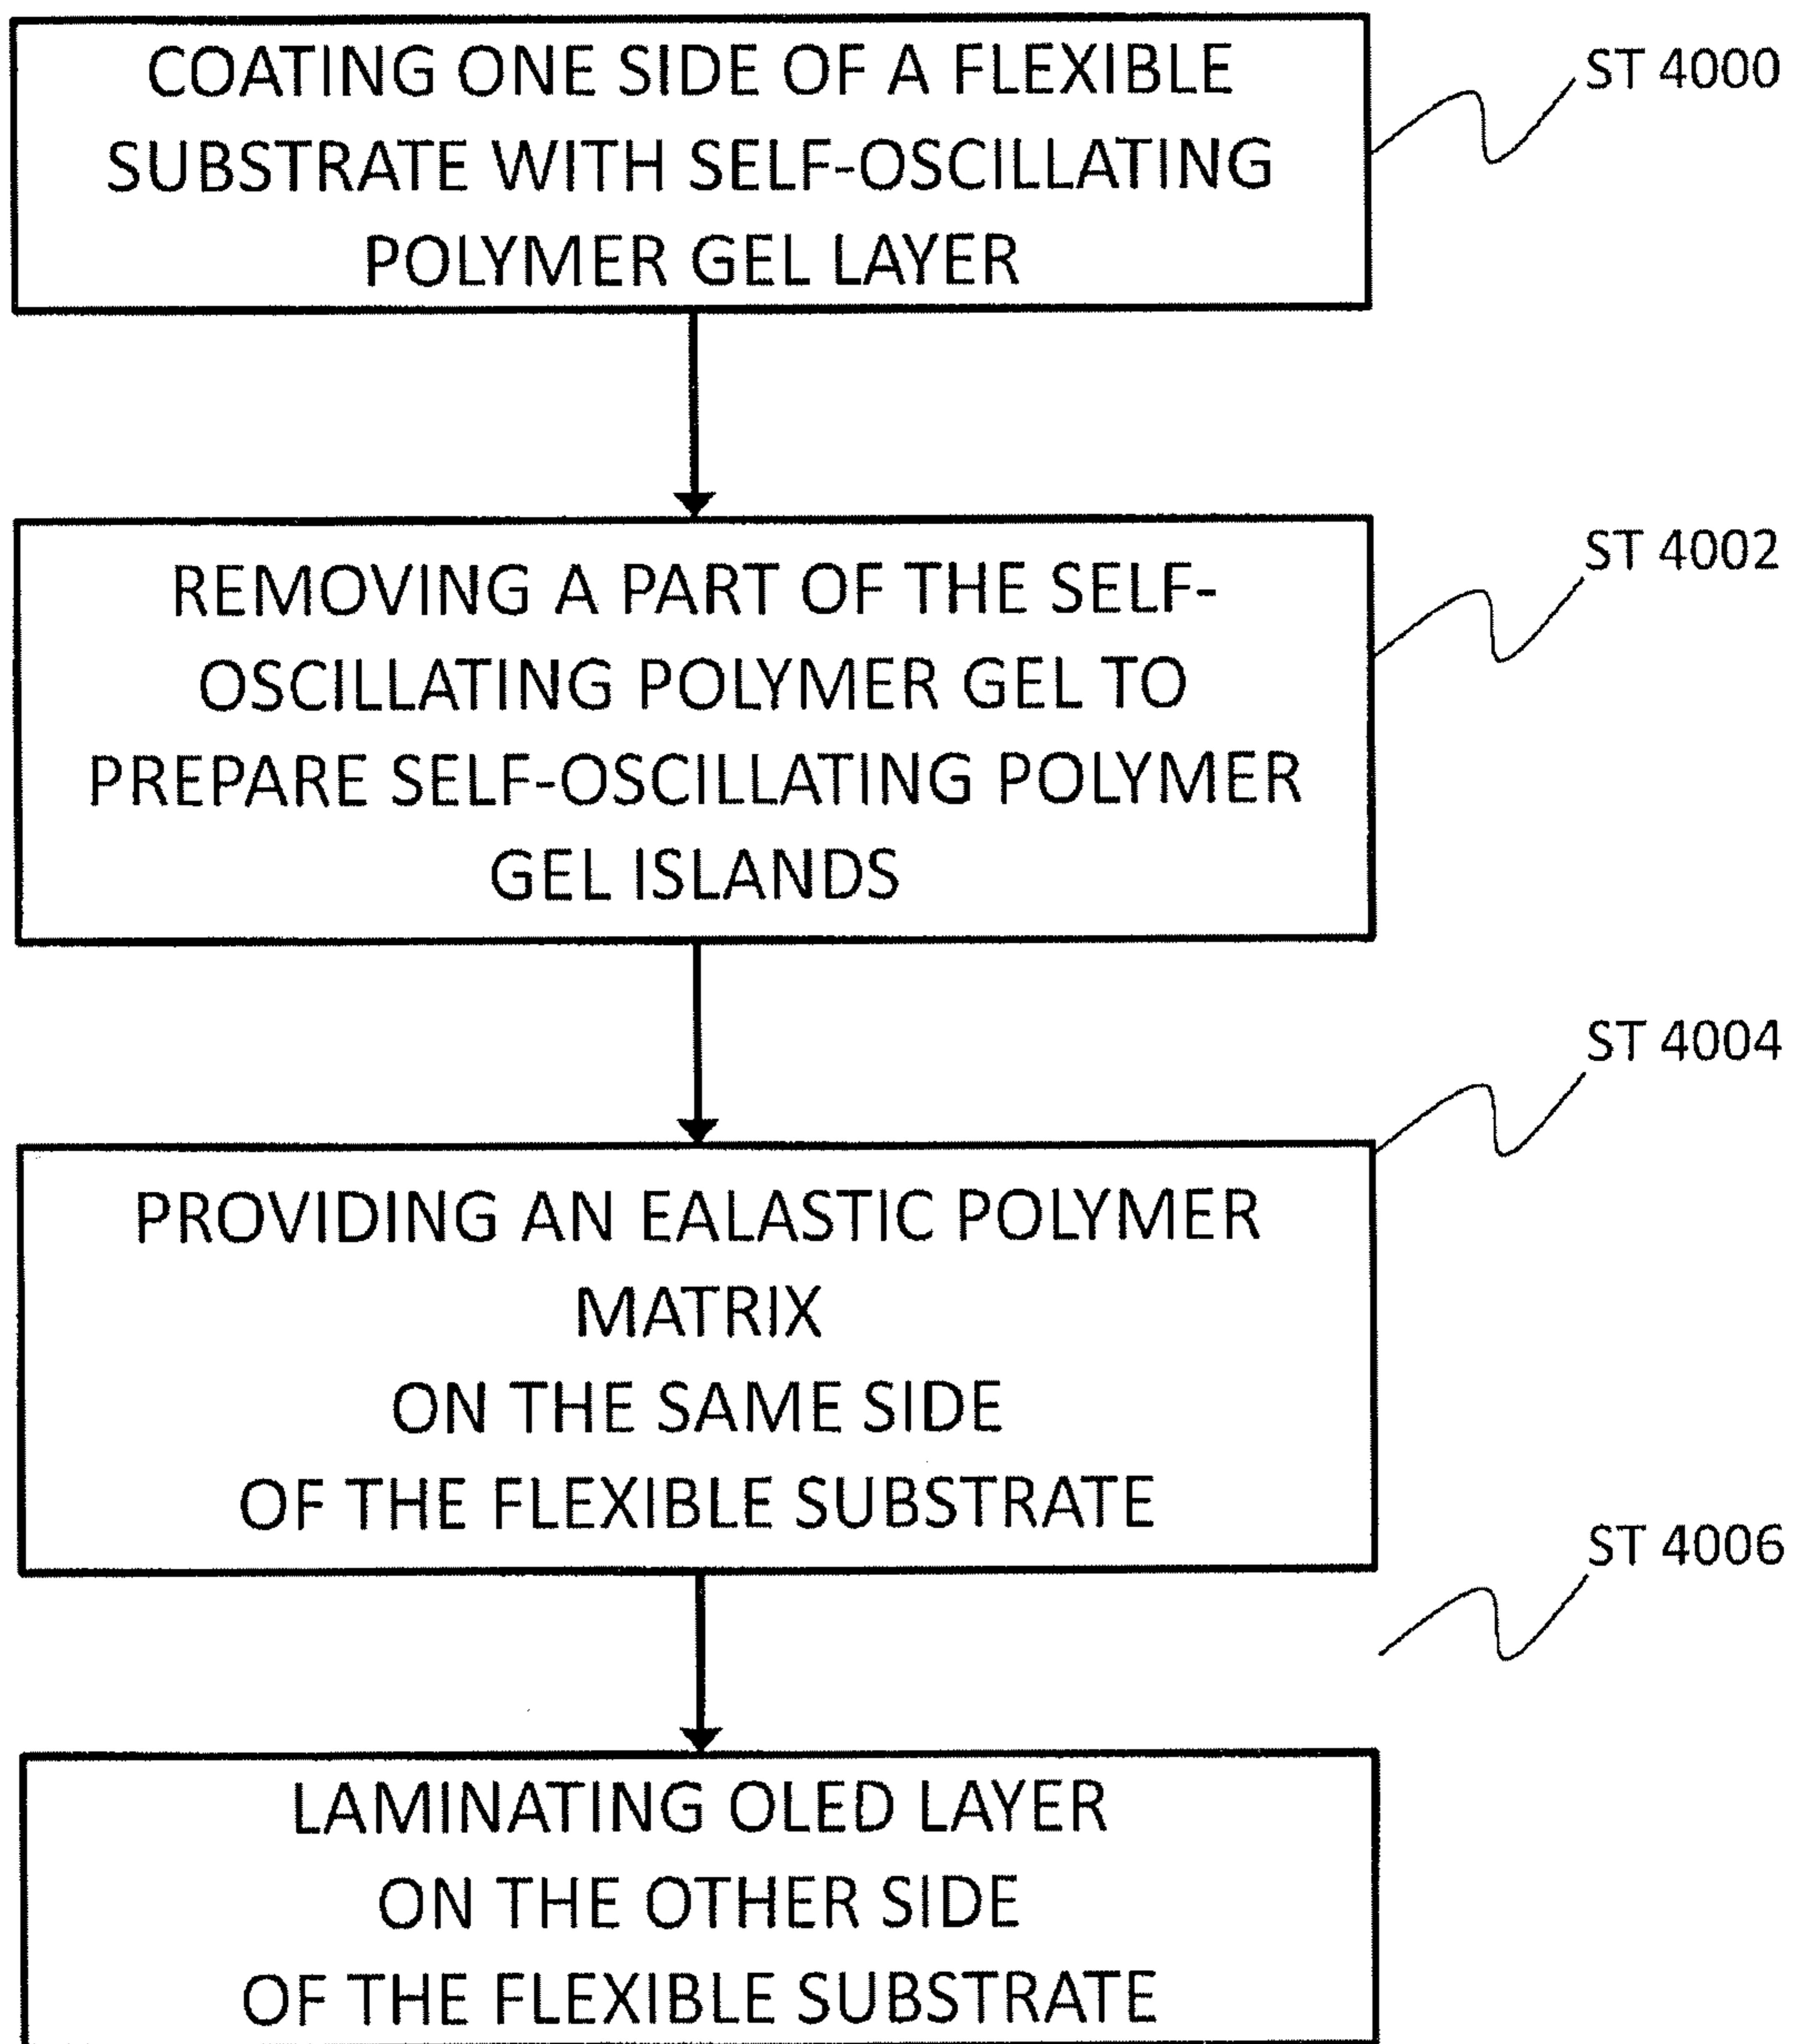 COATING ONE SIDE OF A FLEXIBLE
SUBSTRATE WITH SELF-OSCILLATING
POLYMER GEL LAYER
ST 4000
REMOVING A PART OF THE SELF-
OSCILLATING POLYMER GEL TO
PREPARE SELF-OSCILLATING POLYMER
GEL ISLANDS
ST 4002
PROVIDING AN EALASTIC POLYMER
MATRIX
ON THE SAME SIDE
OF THE FLEXIBLE SUBSTRATE
ST 4004
LAMINATING OLED LAYER
ON THE OTHER SIDE
OF THE FLEXIBLE SUBSTRATE
ST 4006